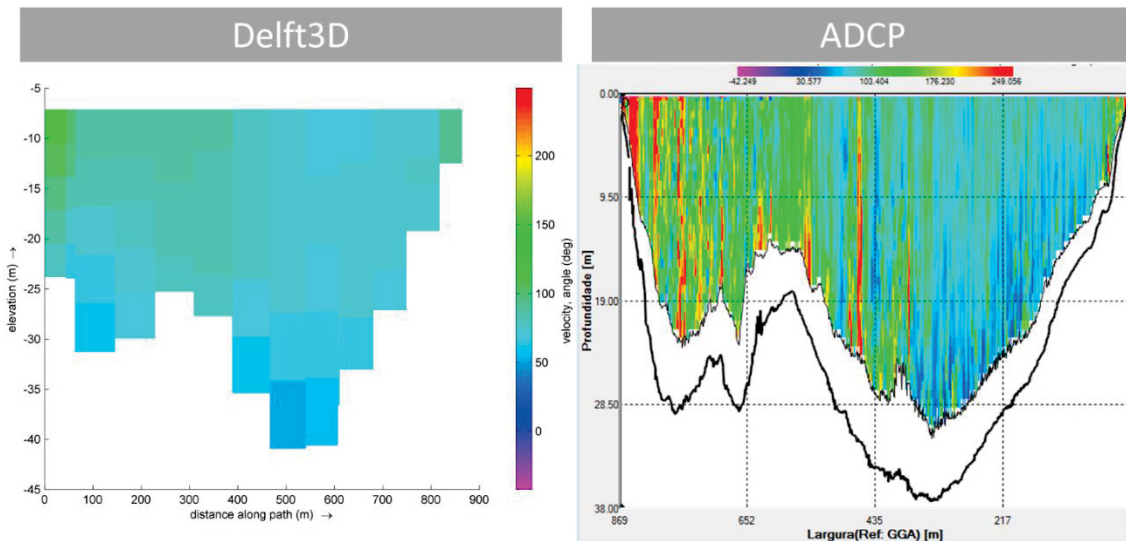 Delft3D
ADCP
-5
-10
-15
-20
-25
-30
-35
-40
-45
elevation (m) →
0 100 200 300 400 500 600 700 800 900
distance along path (m) →
200
150
100
50
0
velocity, angle (deg) →
-42.249 30.577 103.404 176.230 249.056
0.00
9.50
19.00
28.50
38.00
Profundidade [m]
869 652 435 217
Largura(Ref: GGA) [m]